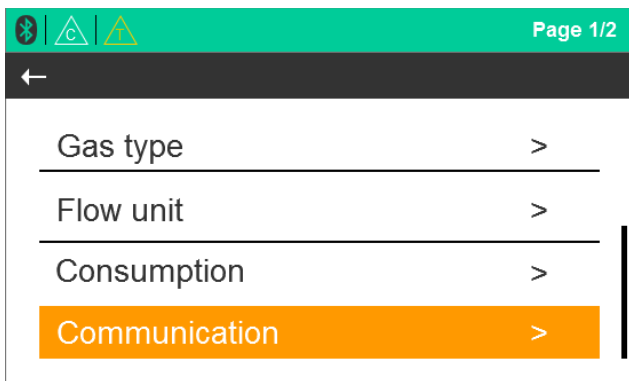 C T Page 1/2
←
Gas type >
Flow unit >
Consumption >
Communication >